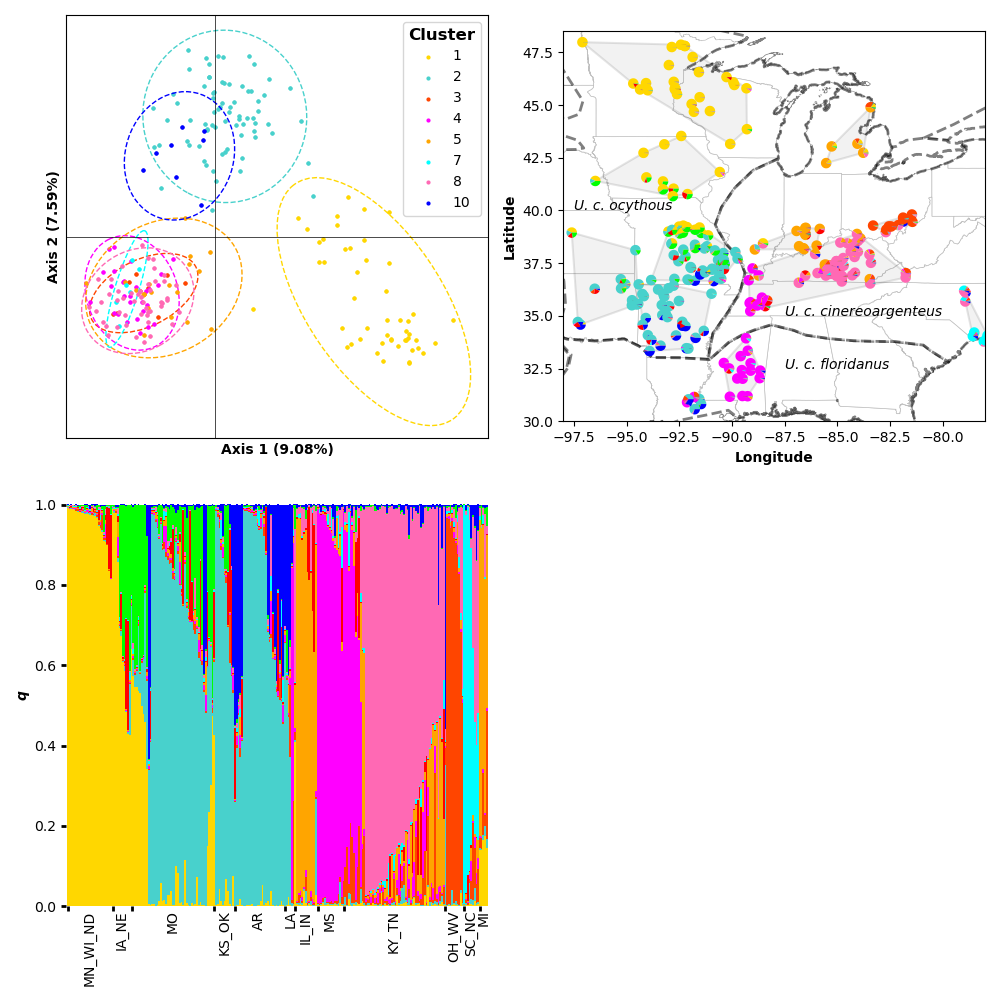 Cluster
1
2
3
4
5
7
8
10
Axis 2 (7.59%)
Axis 1 (9.08%)
47.5
45.0
42.5
40.0
37.5
35.0
32.5
30.0
Latitude
U. c. ocythous
U. c. cinereoargenteus
U. c. floridanus
−97.5 −95.0 −92.5 −90.0 −87.5 −85.0 −82.5 −80.0
Longitude
1.0
0.8
0.6
0.4
0.2
0.0
q
MN_WI_ND
IA_NE
MO
KS_OK
AR
LA
IL_IN
MS
KY_TN
OH_WV
SC_NC
MI